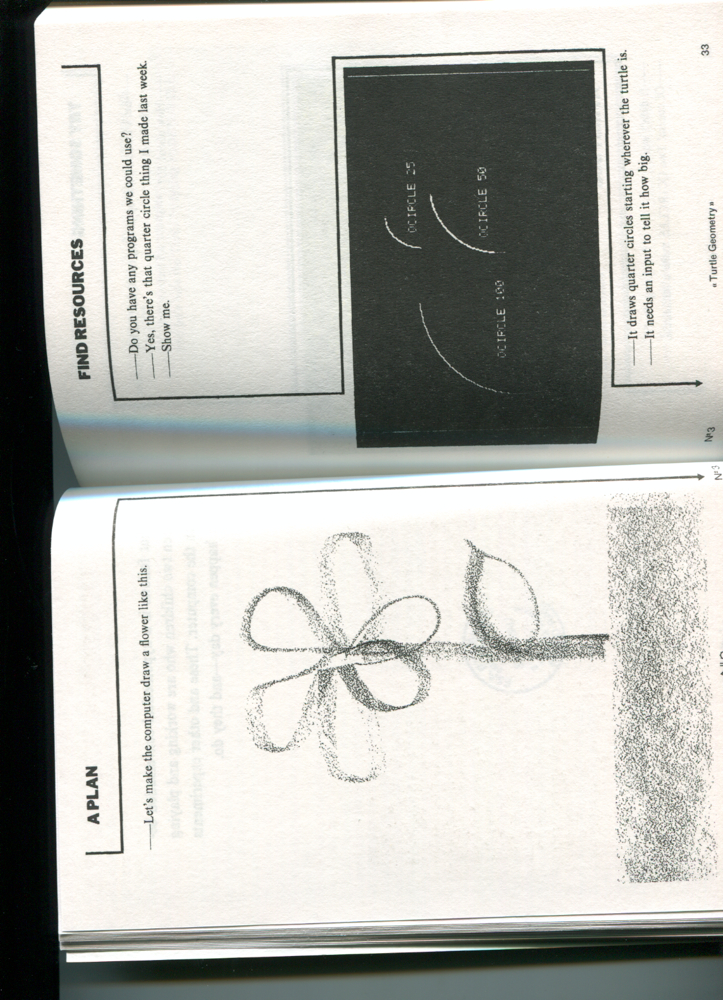 A PLAN
—Let's make the computer draw a flower like this.
FIND RESOURCES
—Do you have any programs we could use?
—Yes, there's that quarter circle thing I made last week.
—Show me.
QCIRCLE 25
QCIRCLE 50
QCIRCLE 100
—It draws quarter circles starting wherever the turtle is.
—It needs an input to tell it how big.
Nº3
« Turtle Geometry »
33